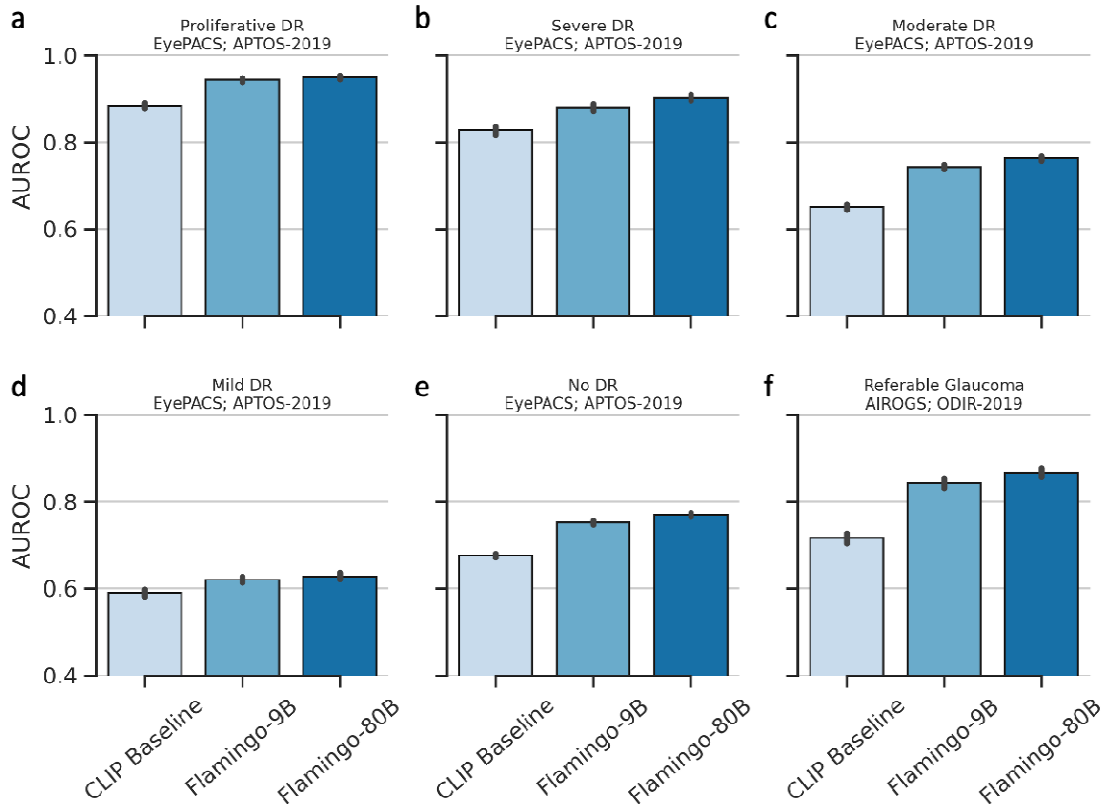 a
Proliferative DR
EyePACS; APTOS-2019
b
Severe DR
EyePACS; APTOS-2019
c
Moderate DR
EyePACS; APTOS-2019
AUROC
1.0
0.8
0.6
0.4
d
Mild DR
EyePACS; APTOS-2019
e
No DR
EyePACS; APTOS-2019
f
Referable Glaucoma
AIROGS; ODIR-2019
AUROC
1.0
0.8
0.6
0.4
CLIP Baseline
Flamingo-9B
Flamingo-80B
CLIP Baseline
Flamingo-9B
Flamingo-80B
CLIP Baseline
Flamingo-9B
Flamingo-80B